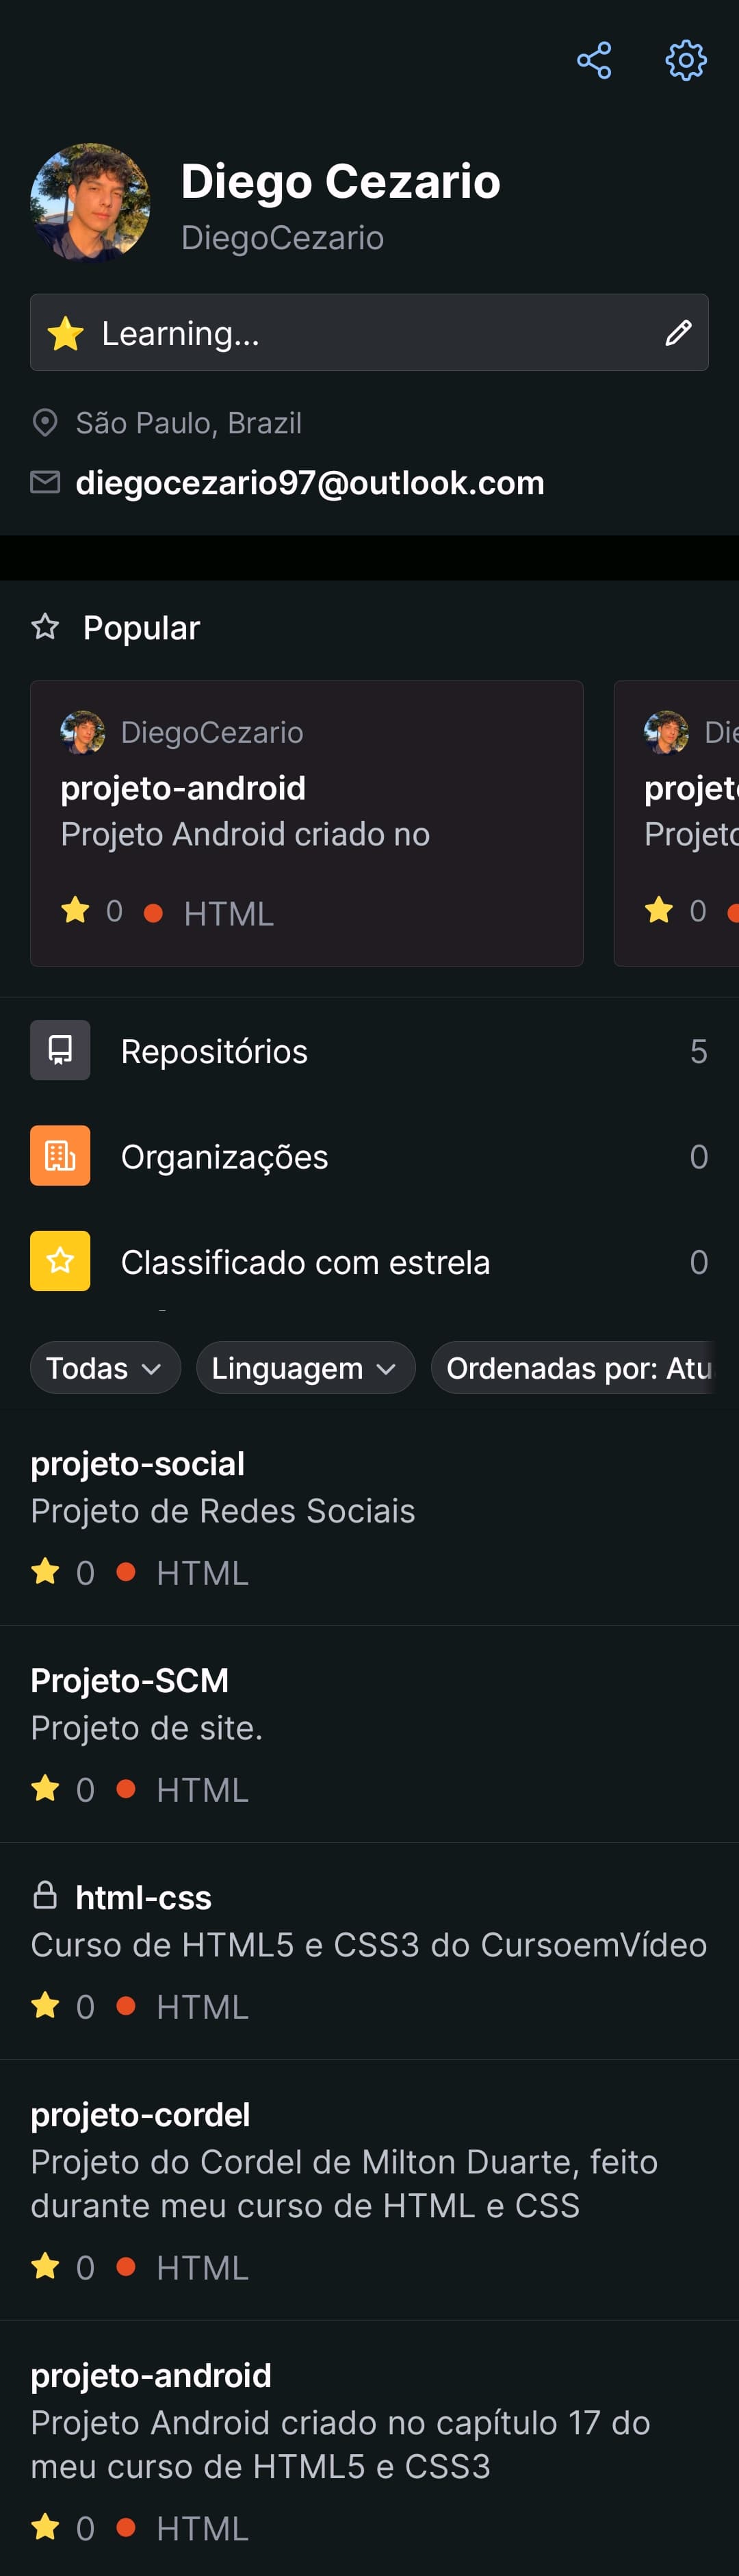 Diego Cezario
DiegoCezario
Learning...
São Paulo, Brazil
diegocezario97@outlook.com
Popular
DiegoCezario
projeto-android
Projeto Android criado no
0 HTML
0
Repositórios 5
Organizações 0
Classificado com estrela 0
Todas Linguagem Ordenadas por:
projeto-social
Projeto de Redes Sociais
0 HTML
Projeto-SCM
Projeto de site.
0 HTML
html-css
Curso de HTML5 e CSS3 do CursoemVídeo
0 HTML
projeto-cordel
Projeto do Cordel de Milton Duarte, feito
durante meu curso de HTML e CSS
0 HTML
projeto-android
Projeto Android criado no capítulo 17 do
meu curso de HTML5 e CSS3
0 HTML